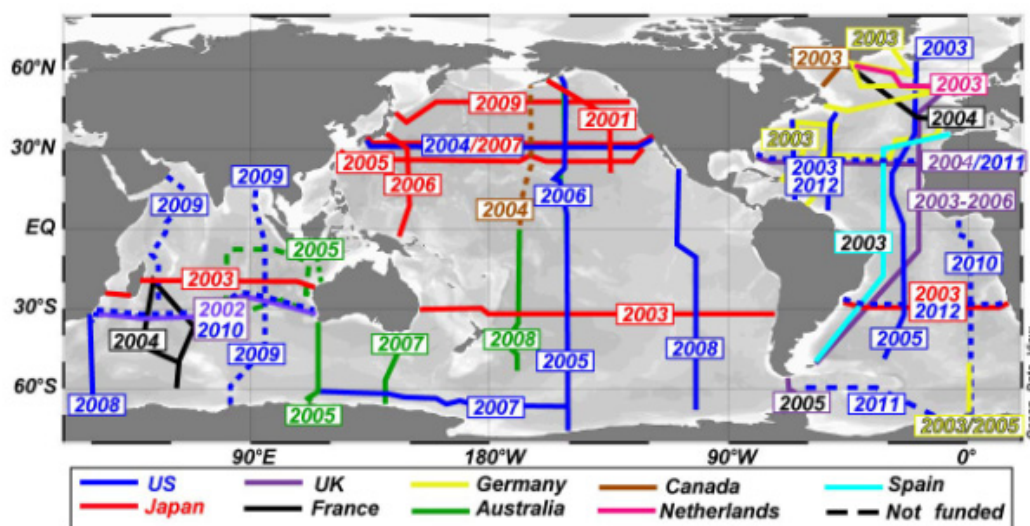 2003
2003
60°N
2003
2003
2009
2001
2004
30°N
2004/2007
2003
2004/2011
2005
2003
2012
2009
2006
2006
2003-2006
2009
2004
EQ
2003
2005
2010
2003
2003
30°S
2002
2003
2012
2010
2004
2007
2008
2009
2005
2008
60°S
2008
2005
2007
2005
2011
2003/2005
90°E
180°W
90°W
0°
US
UK
Germany
Canada
Spain
Japan
France
Australia
Netherlands
Not funded